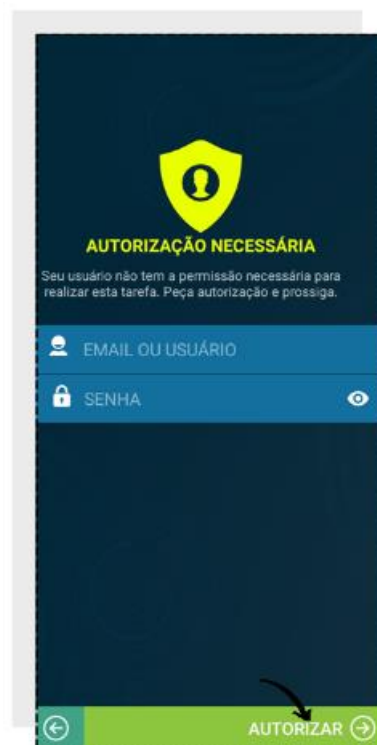 AUTORIZAÇÃO NECESSÁRIA
Seu usuário não tem a permissão necessária para
realizar esta tarefa. Peça autorização e prossiga.
EMAIL OU USUÁRIO
SENHA
AUTORIZAR